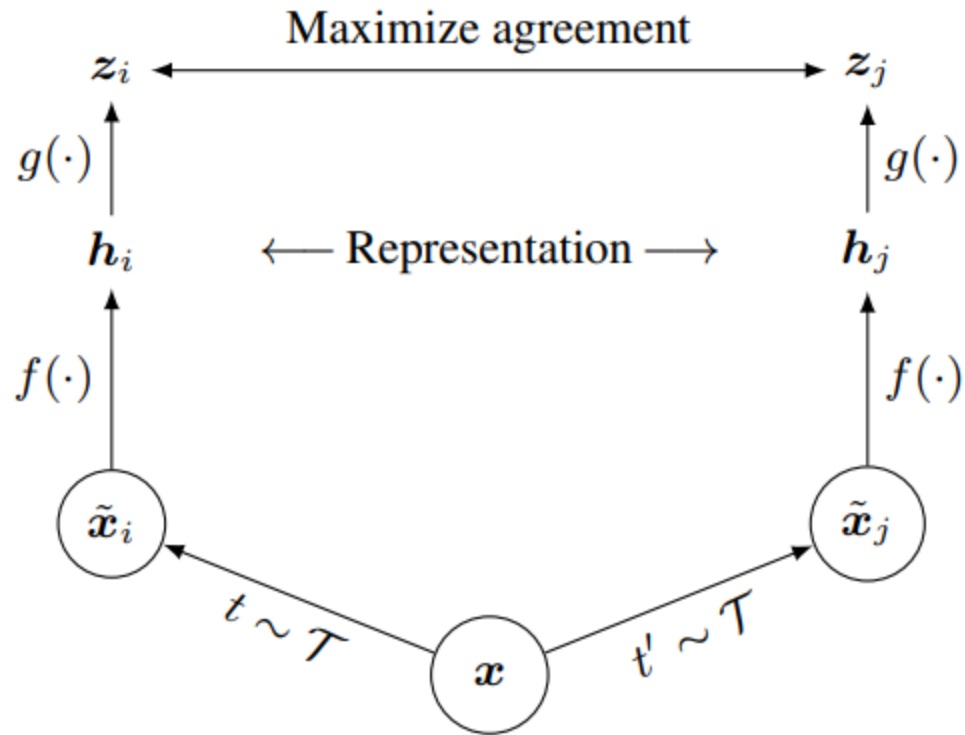 Maximize agreement
z_i z_j
g(·) g(·)
h_i ←— Representation —→ h_j
f(·) f(·)
x̃_i x̃_j
t ∼ 𝒯 t′ ∼ 𝒯
x